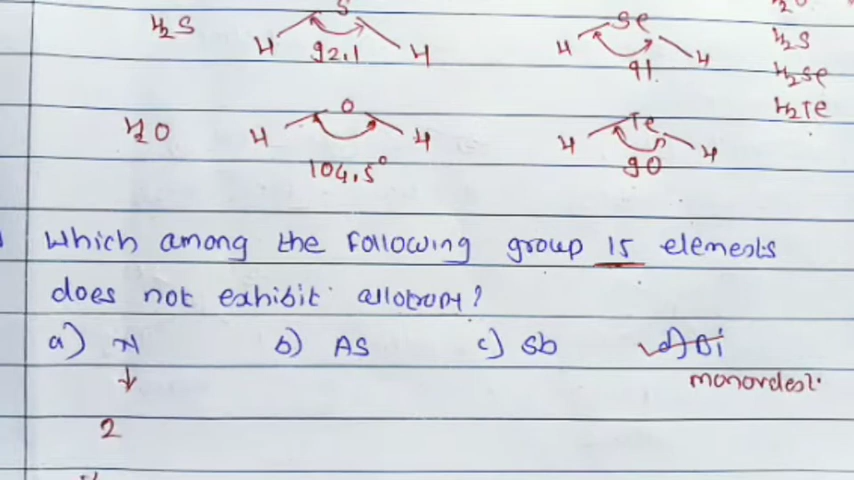 H2S S Se H2S
H H H H
92.1 91 H2Se
O Te H2Te
H2O H H H H
104.5° 90
Which among the following group 15 elements
does not exhibit allotropy?
a) N b) As c) Sb d) Bi
2